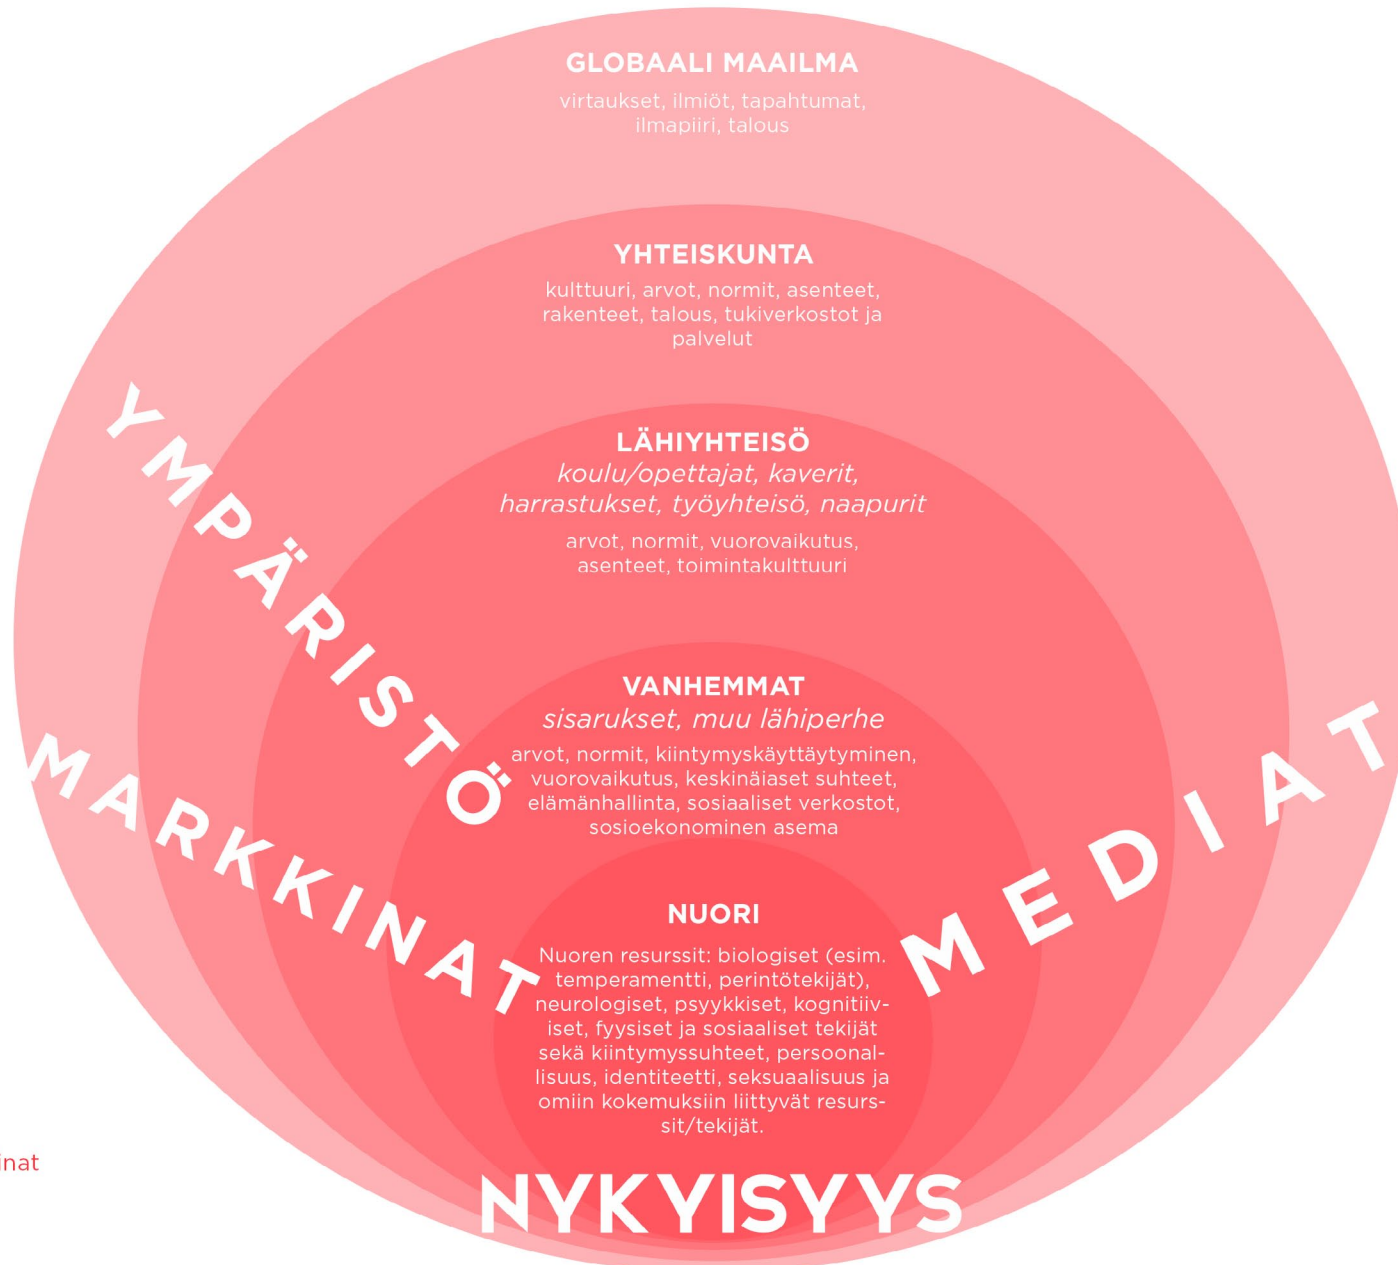 GLOBAALI MAAILMA
virtaukset, ilmiöt, tapahtumat,
ilmapiiri, talous
YHTEISKUNTA
kulttuuri, arvot, normit, asenteet,
rakenteet, talous, tukiverkostot ja
palvelut
LÄHIYHTEISÖ
koulu/opettajat, kaverit,
harrastukset, työyhteisö, naapurit
arvot, normit, vuorovaikutus,
asenteet, toimintakulttuuri
YMPÄRISTÖ
VANHEMMAT
sisarukset, muu lähiperhe
arvot, normit, kiintymyskäyttäytyminen,
vuorovaikutus, keskinäiaset suhteet,
elämänhallinta, sosiaaliset verkostot,
sosioekonominen asema
MARKKINAT
MEDIAT
NUORI
Nuoren resurssit: biologiset (esim.
temperamentti, perintötekijät),
neurologiset, psyykkiset, kognitiiv-
iset, fyysiset ja sosiaaliset tekijät
sekä kiintymyssuhteet, persoonal-
lisuus, identiteetti, seksuaalisuus ja
omiin kokemuksiin liittyvät resurs-
sit/tekijät.
inat
NYKYISYYS